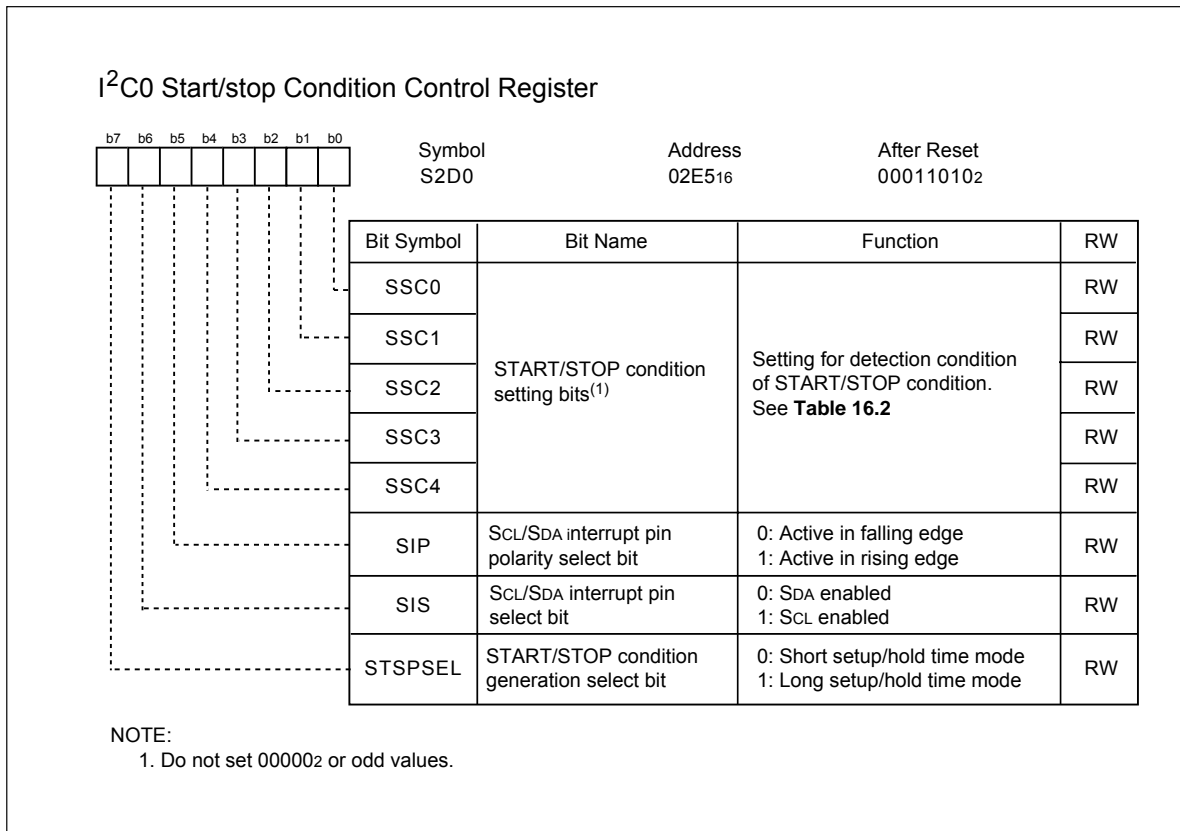 I²C0 Start/stop Condition Control Register
b7 b6 b5 b4 b3 b2 b1 b0
Symbol Address After Reset
S2D0 02E516 000110102
Bit Symbol Bit Name Function RW
SSC0 RW
SSC1 RW
SSC2 RW
SSC3 RW
SSC4 RW
START/STOP condition
setting bits(1)
Setting for detection condition
of START/STOP condition.
See Table 16.2
SIP
SCL/SDA interrupt pin
polarity select bit
0: Active in falling edge
1: Active in rising edge
RW
SIS
SCL/SDA interrupt pin
select bit
0: SDA enabled
1: SCL enabled
RW
STSPSEL
START/STOP condition
generation select bit
0: Short setup/hold time mode
1: Long setup/hold time mode
RW
NOTE:
1. Do not set 000002 or odd values.